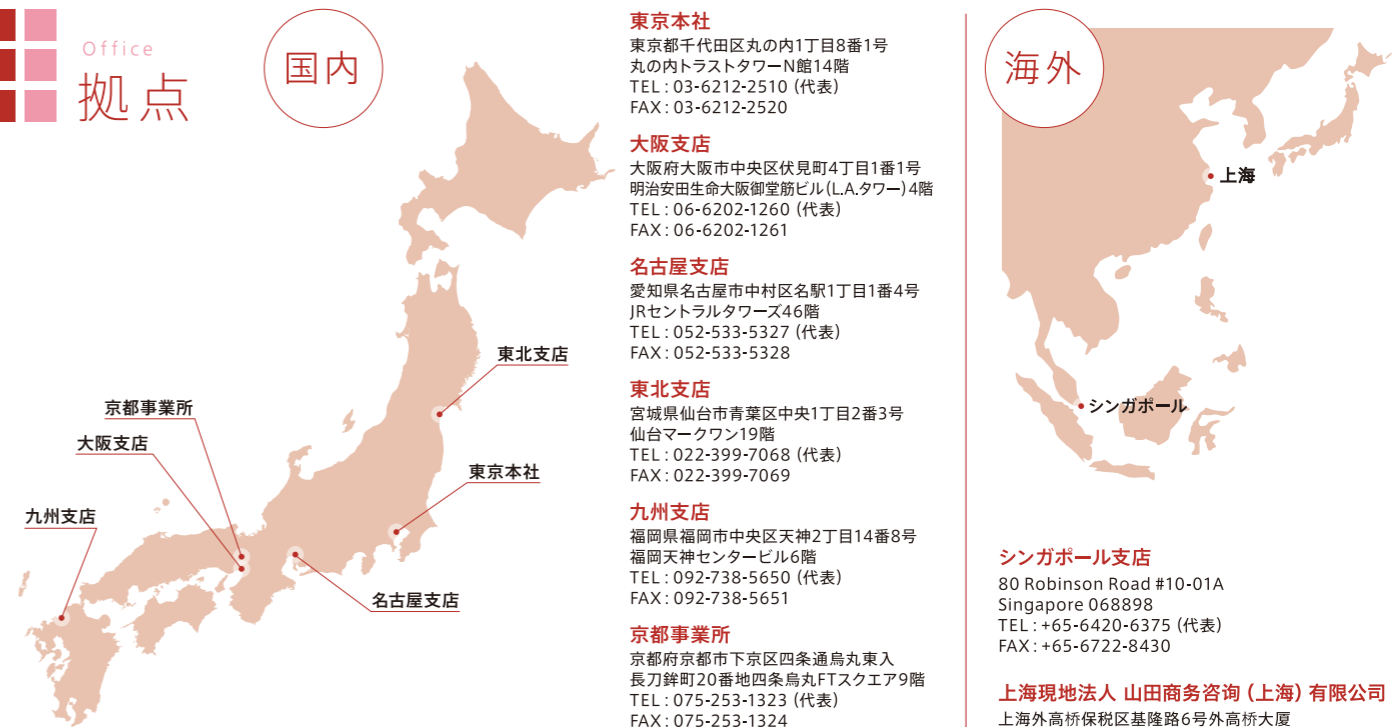 Office
拠点
国内
東北支店
京都事業所
大阪支店
東京本社
九州支店
名古屋支店
東京本社
東京都千代田区丸の内1丁目8番1号
丸の内トラストタワーN館14階
TEL : 03-6212-2510 (代表)
FAX : 03-6212-2520
大阪支店
大阪府大阪市中央区伏見町4丁目1番1号
明治安田生命大阪御堂筋ビル(L.A.タワー)4階
TEL : 06-6202-1260 (代表)
FAX : 06-6202-1261
名古屋支店
愛知県名古屋市中村区名駅1丁目1番4号
JRセントラルタワーズ46階
TEL : 052-533-5327 (代表)
FAX : 052-533-5328
東北支店
宮城県仙台市青葉区中央1丁目2番3号
仙台マークワン19階
TEL : 022-399-7068 (代表)
FAX : 022-399-7069
九州支店
福岡県福岡市中央区天神2丁目14番8号
福岡天神センタービル6階
TEL : 092-738-5650 (代表)
FAX : 092-738-5651
京都事業所
京都府京都市下京区四条通烏丸東入
長刀鉾町20番地四条烏丸FTスクエア9階
TEL : 075-253-1323 (代表)
FAX : 075-253-1324
海外
上海
シンガポール
シンガポール支店
80 Robinson Road #10-01A
Singapore 068898
TEL : +65-6420-6375 (代表)
FAX : +65-6722-8430
上海現地法人 山田商务咨询 (上海) 有限公司
上海外高桥保税区基隆路6号外高桥大厦